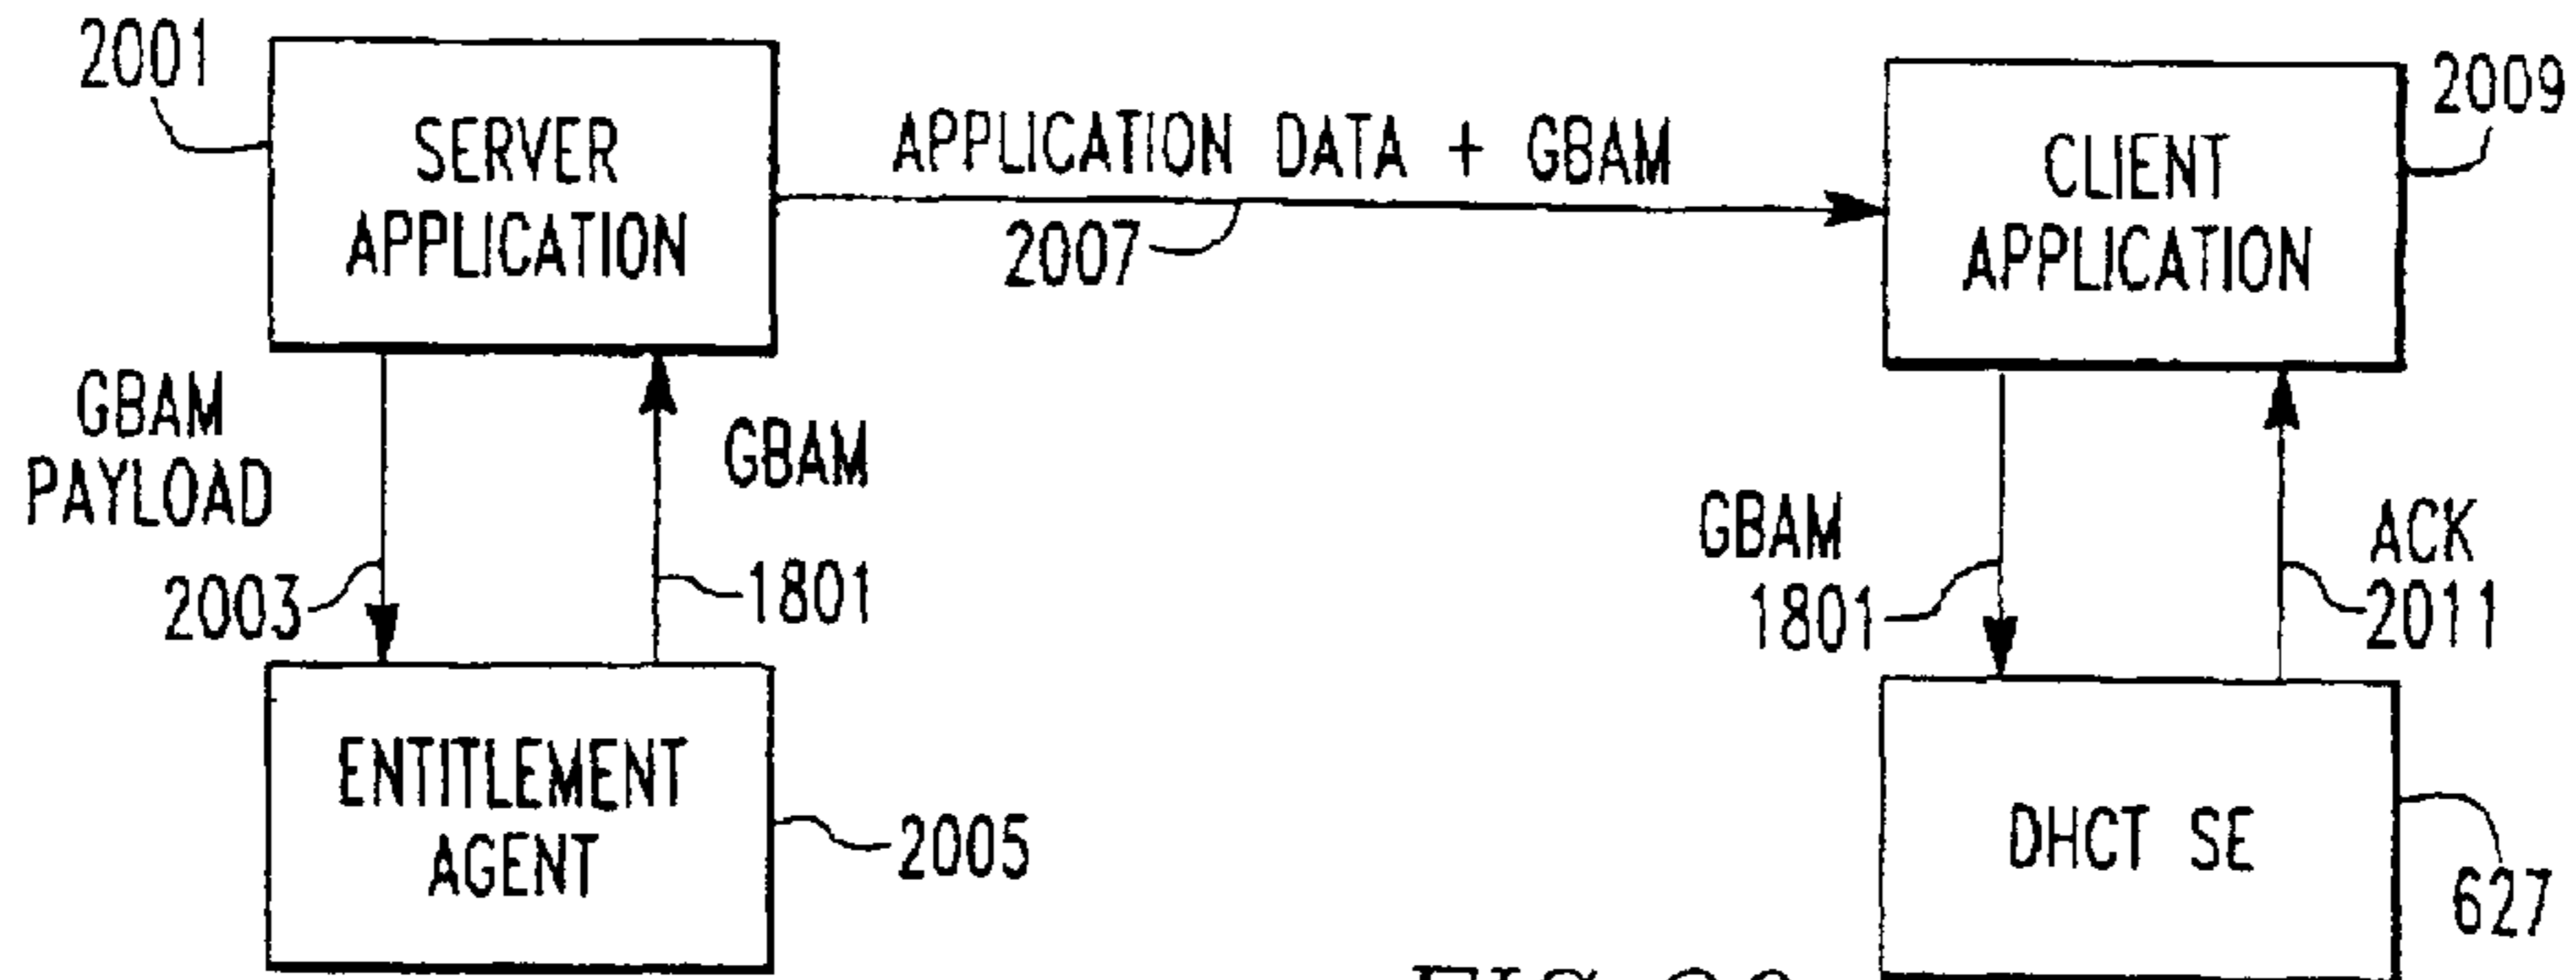 2001
SERVER
APPLICATION
APPLICATION DATA + GBAM
2007
CLIENT
APPLICATION
2009
GBAM
PAYLOAD
2003
GBAM
1801
GBAM
1801
ACK
2011
ENTITLEMENT
AGENT
2005
DHCT SE
627